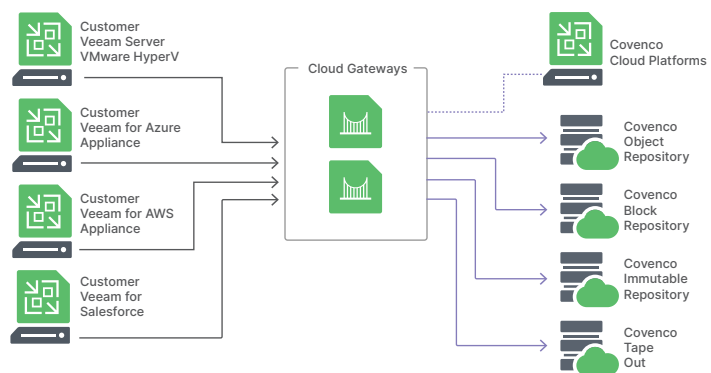 Customer
Veeam Server
VMware HyperV
Customer
Veeam for Azure
Appliance
Customer
Veeam for AWS
Appliance
Customer
Veeam for
Salesforce
Cloud Gateways
Covenco
Cloud Platforms
Covenco
Object
Repository
Covenco
Block
Repository
Covenco
Immutable
Repository
Covenco
Tape
Out